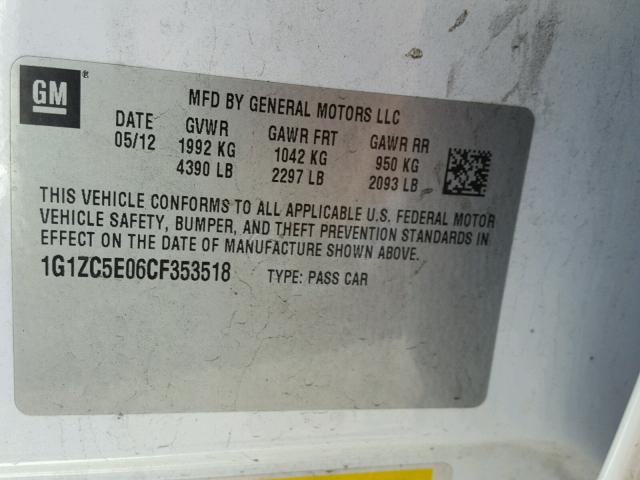 GM ®
MFD BY GENERAL MOTORS LLC
DATE GVWR GAWR FRT GAWR RR
05/12 1992 KG 1042 KG 950 KG
4390 LB 2297 LB 2093 LB
THIS VEHICLE CONFORMS TO ALL APPLICABLE U.S. FEDERAL MOTOR
VEHICLE SAFETY, BUMPER, AND THEFT PREVENTION STANDARDS IN
EFFECT ON THE DATE OF MANUFACTURE SHOWN ABOVE.
1G1ZC5E06CF353518 TYPE: PASS CAR